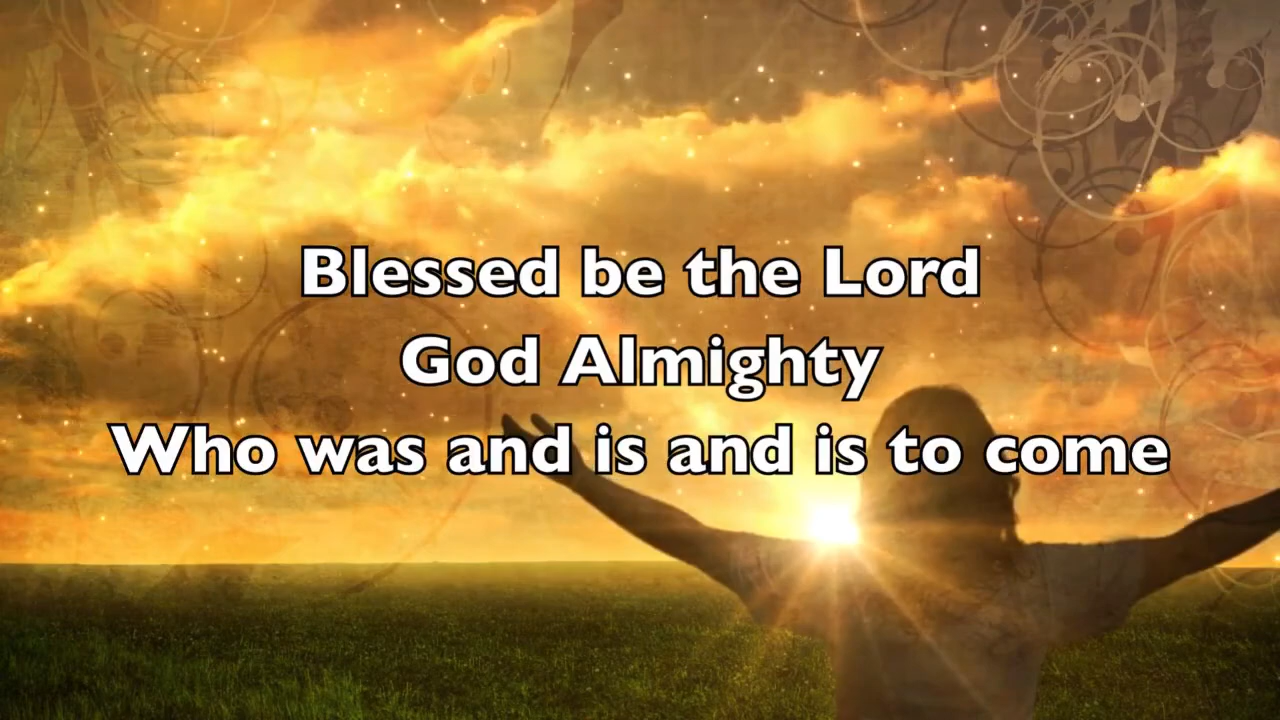 Blessed be the Lord
God Almighty
Who was and is and is to come